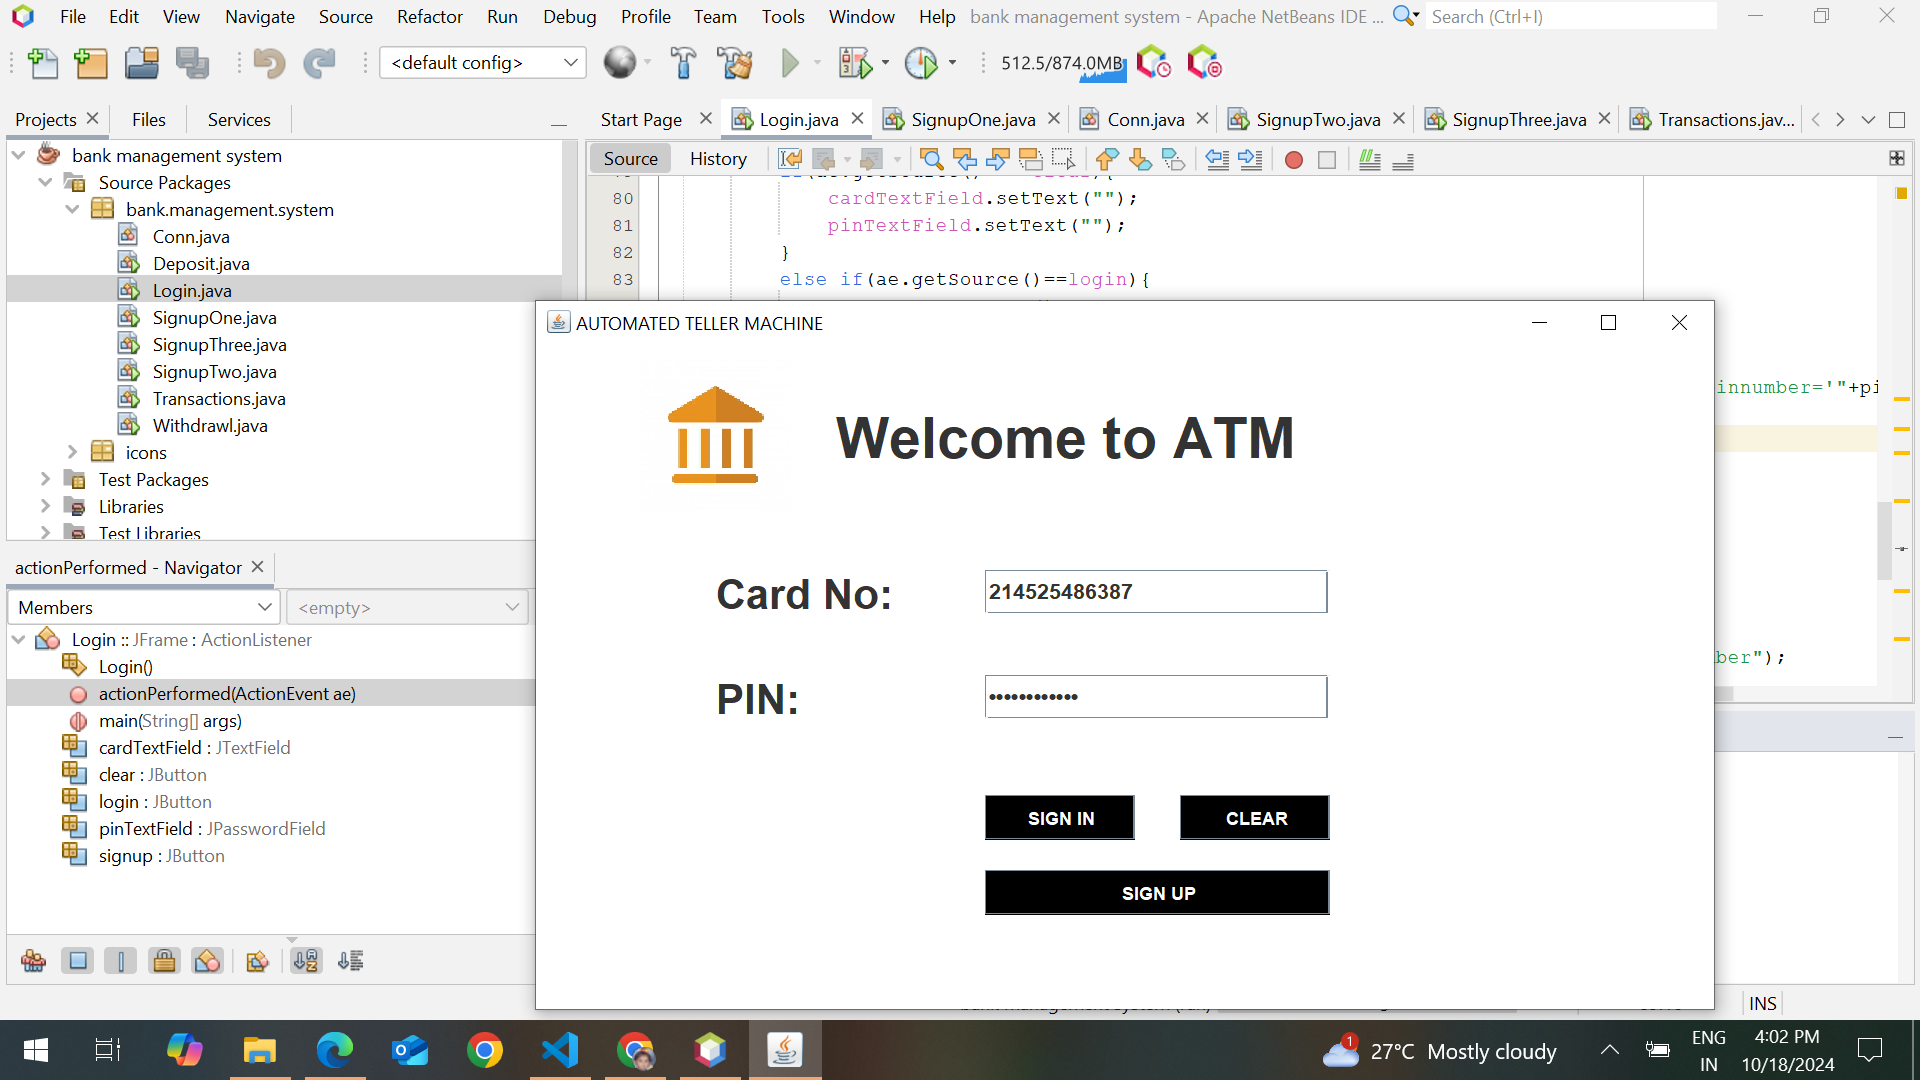 File Edit View Navigate Source Refactor Run Debug Profile Team Tools Window Help bank management system - Apache NetBeans IDE ... Search (Ctrl+I)
<default config> 512.5/874.0MB
Projects Files Services
Start Page Login.java SignupOne.java Conn.java SignupTwo.java SignupThree.java Transactions.jav...
Source History
bank management system
Source Packages
bank.management.system
Conn.java
Deposit.java
Login.java
SignupOne.java
SignupThree.java
SignupTwo.java
Transactions.java
Withdrawl.java
icons
Test Packages
Libraries
Test Libraries
80 cardTextField.setText("");
81 pinTextField.setText("");
82 }
83 else if(ae.getSource()==login){
innumber='"+pi
ber");
actionPerformed - Navigator
Members <empty>
Login :: JFrame : ActionListener
Login()
actionPerformed(ActionEvent ae)
main(String[] args)
cardTextField : JTextField
clear : JButton
login : JButton
pinTextField : JPasswordField
signup : JButton
AUTOMATED TELLER MACHINE
Welcome to ATM
Card No: 214525486387
PIN: ••••••••••••
SIGN IN CLEAR
SIGN UP
INS
1 27°C Mostly cloudy
ENG
IN
4:02 PM
10/18/2024